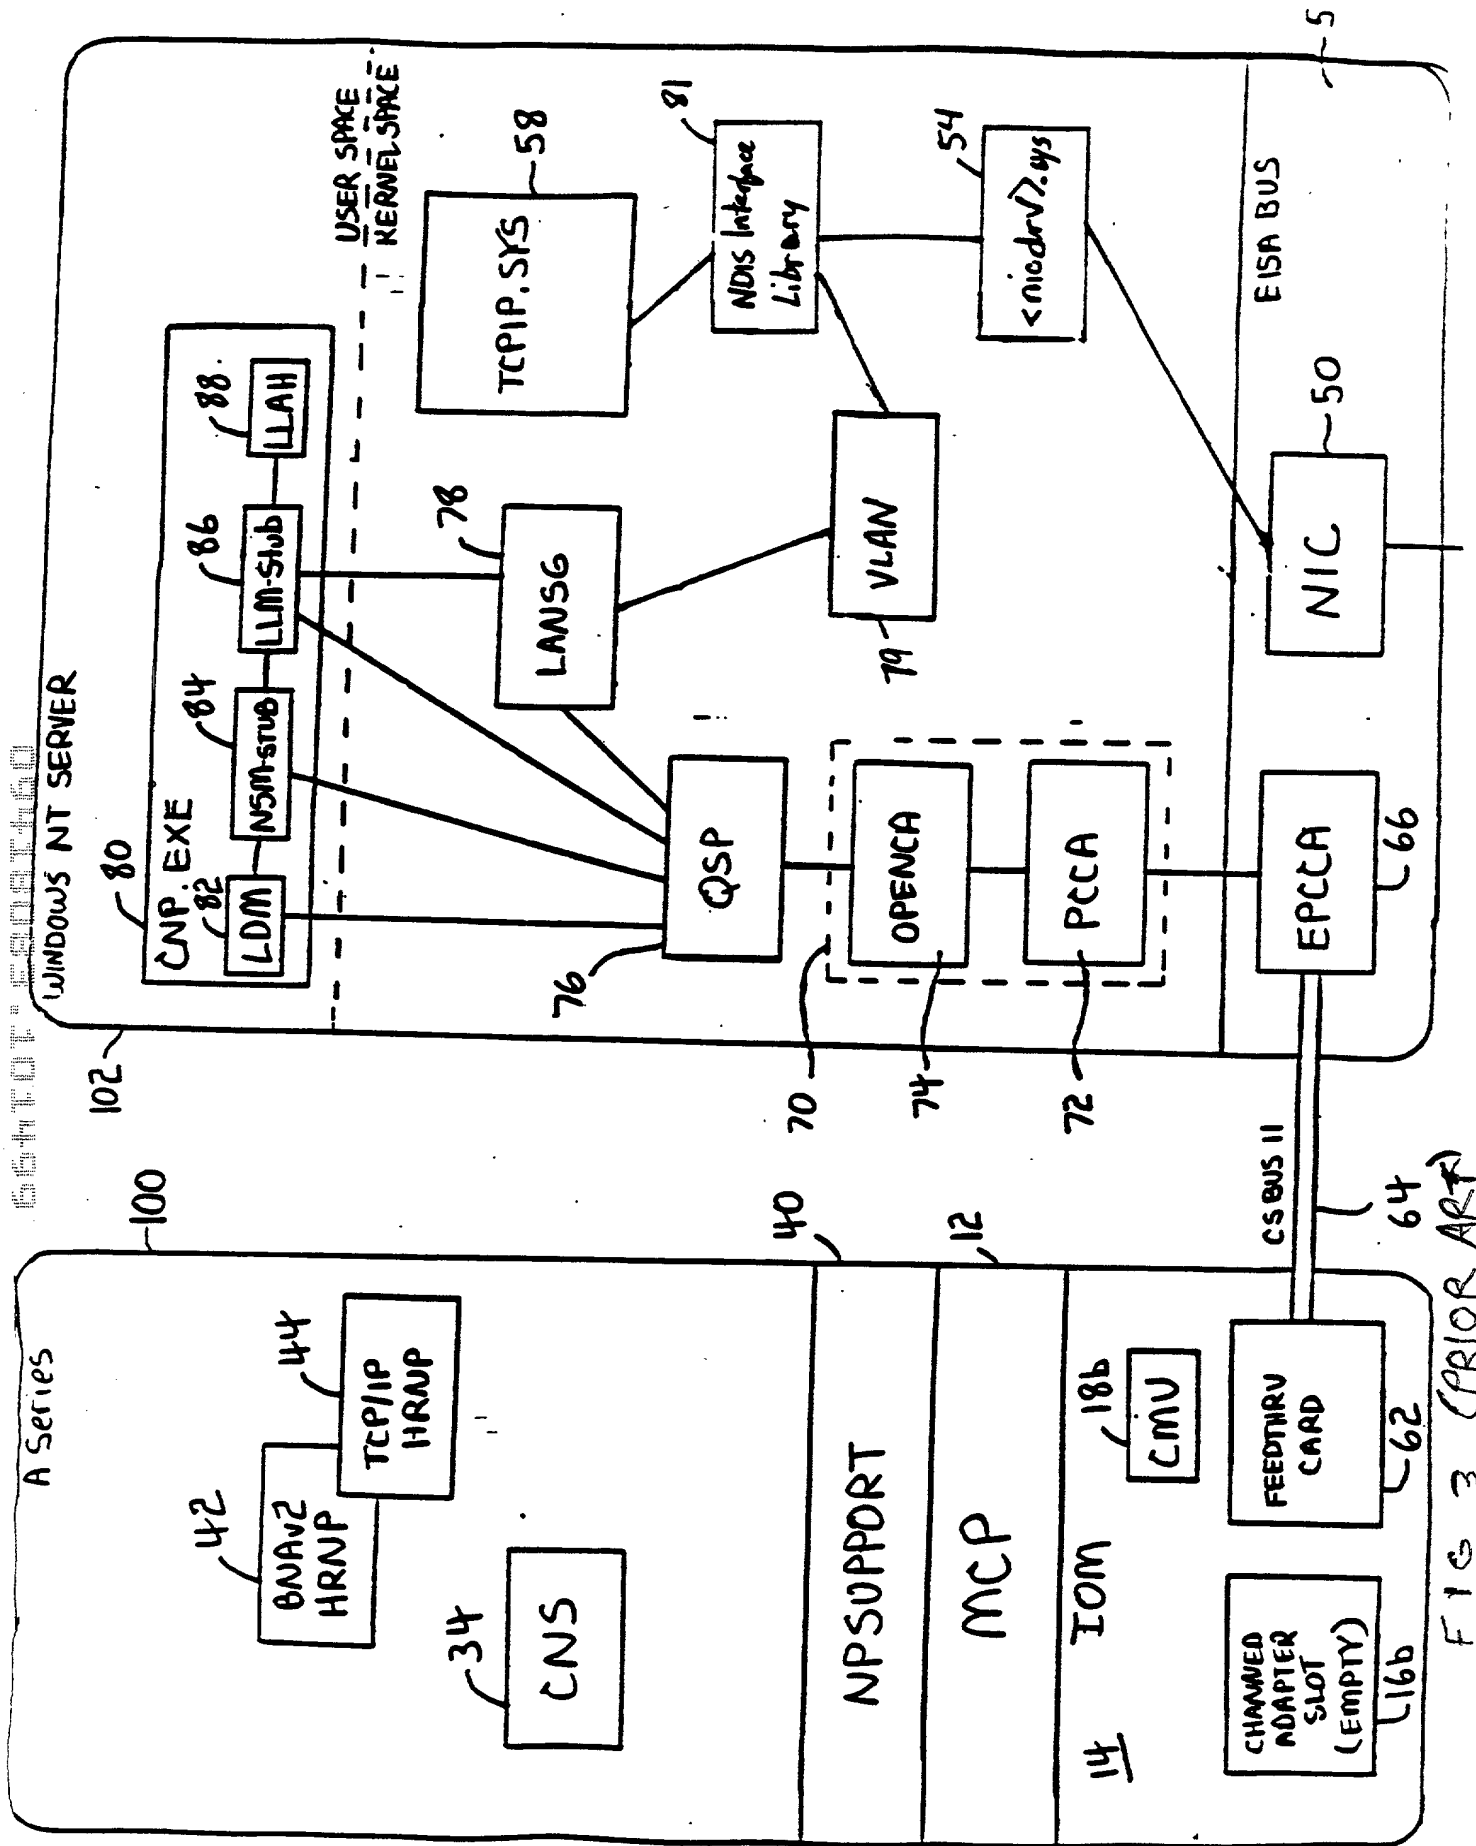 A Series
100
42
BNAV2
HRNP
44
TCP/IP
HRNP
34
CNS
NPSUPPORT
40
MCP
12
14
IOM
18b
CMU
CHANNEL
ADAPTER
SLOT
(EMPTY)
16b
FEEDTHRU
CARD
62
CS BUS II
64
WINDOWS NT SERVER
102
80
CNP.EXE
82
LDM
84
NSM-STUB
86
LLM-Stub
88
LLAH
USER SPACE
KERNEL SPACE
76
QSP
78
LANSG
TCPIP.SYS
58
NDIS Interface
Library
81
79
VLAN
54
<nicdrv>.sys
70
OPENCA
74
PCCA
72
EISA BUS
EPCCA
66
NIC
50
5
FIG 3 (PRIOR ART)